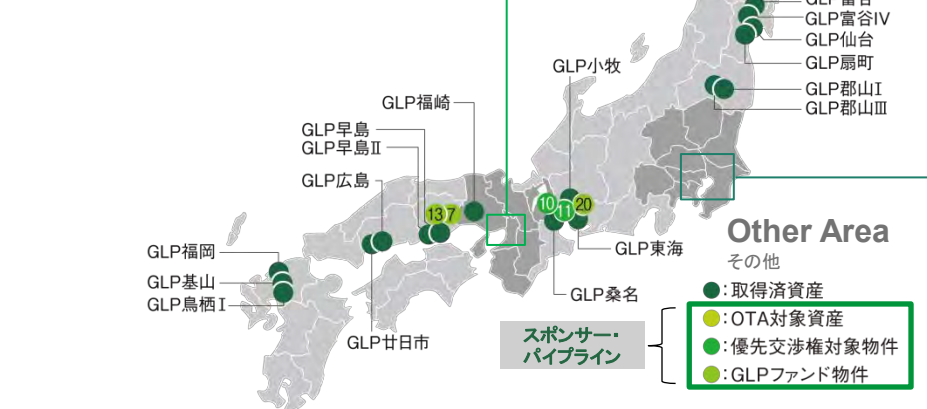 GLP富谷
GLP富谷IV
GLP仙台
GLP扇町
GLP小牧
GLP郡山I
GLP福崎
GLP郡山III
GLP早島
GLP早島II
GLP広島
10
11
20
13
7
Other Area
GLP福岡
GLP東海
その他
GLP基山
GLP桑名
●:取得済資産
GLP鳥栖I
スポンサー・
パイプライン
●:OTA対象資産
GLP廿日市
●:優先交渉権対象物件
●:GLPファンド物件